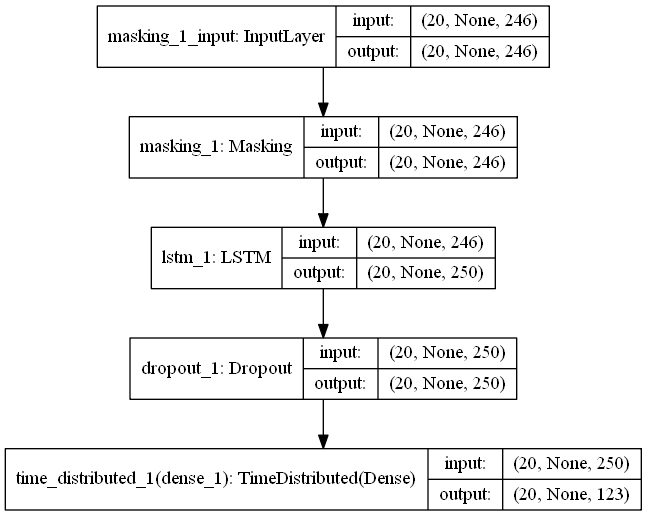 masking_1_input: InputLayer
input: (20, None, 246)
output: (20, None, 246)
masking_1: Masking
input: (20, None, 246)
output: (20, None, 246)
lstm_1: LSTM
input: (20, None, 246)
output: (20, None, 250)
dropout_1: Dropout
input: (20, None, 250)
output: (20, None, 250)
time_distributed_1(dense_1): TimeDistributed(Dense)
input: (20, None, 250)
output: (20, None, 123)